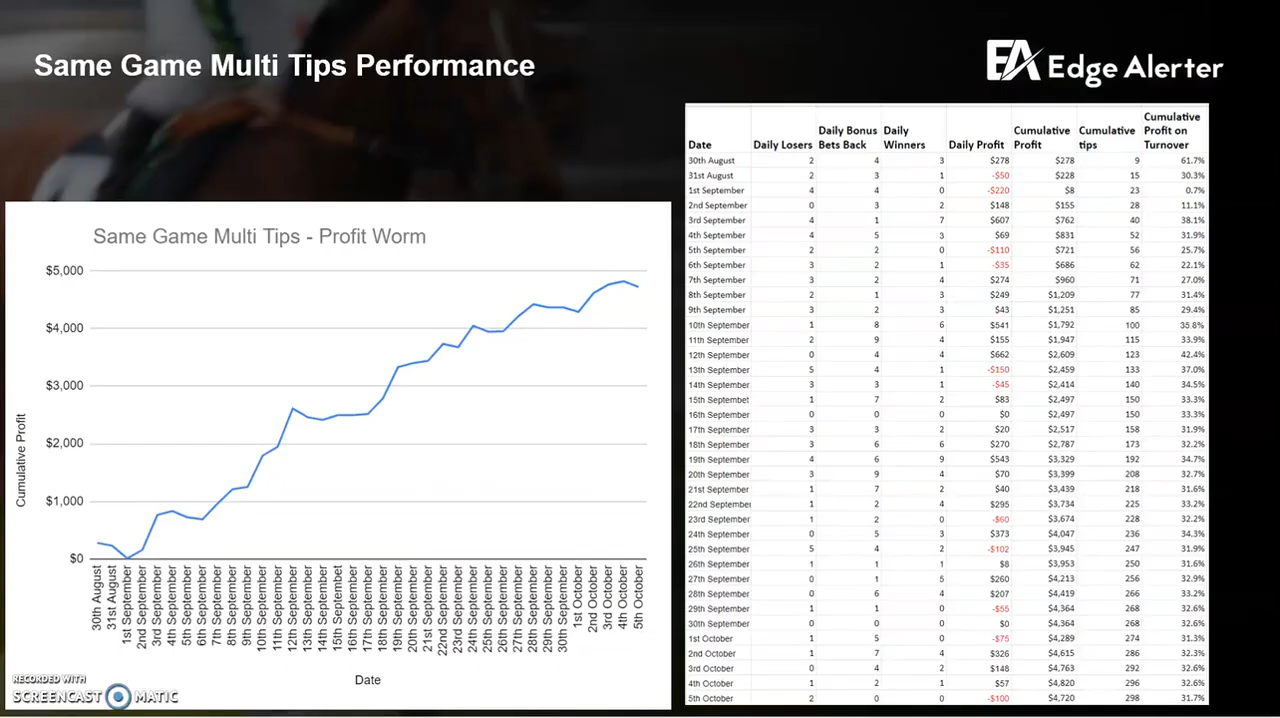 Same Game Multi Tips Performance
EA Edge Alerter
Same Game Multi Tips - Profit Worm
$5,000
$4,000
$3,000
$2,000
$1,000
$0
Cumulative Profit
30th August
31st August
1st September
2nd September
3rd September
4th September
5th September
6th September
7th September
8th September
9th September
10th September
11th September
12th September
13th September
14th September
15th Septembet
16th September
17th September
18th September
19th September
20th September
21st September
22nd September
23rd September
24th September
25th September
26th September
27th September
28th September
29th September
30th September
1st October
2nd October
3rd October
4th October
5th October
Date
RECORDED WITH
SCREENCAST MATIC
Date Daily Losers Daily Bonus Bets Back Daily Winners Daily Profit Cumulative Profit Cumulative tips Cumulative Profit on Turnover
30th August 2 4 3 $278 $278 9 61.7%
31st August 2 3 1 -$50 $228 15 30.3%
1st September 4 4 0 -$220 $8 23 0.7%
2nd September 0 3 2 $148 $155 28 11.1%
3rd September 4 1 7 $607 $762 40 38.1%
4th September 4 5 3 $69 $831 52 31.9%
5th September 2 2 0 -$110 $721 56 25.7%
6th September 3 2 1 -$35 $686 62 22.1%
7th September 3 2 4 $274 $960 71 27.0%
8th September 2 1 3 $249 $1,209 77 31.4%
9th September 3 2 3 $43 $1,251 85 29.4%
10th September 1 8 6 $541 $1,792 100 35.8%
11th September 2 9 4 $155 $1,947 115 33.9%
12th September 0 4 4 $662 $2,609 123 42.4%
13th September 5 4 1 -$150 $2,459 133 37.0%
14th September 3 3 1 -$45 $2,414 140 34.5%
15th Septembet 1 7 2 $83 $2,497 150 33.3%
16th September 0 0 0 $0 $2,497 150 33.3%
17th September 3 3 2 $20 $2,517 158 31.9%
18th September 3 6 6 $270 $2,787 173 32.2%
19th September 4 6 9 $543 $3,329 192 34.7%
20th September 3 9 4 $70 $3,399 208 32.7%
21st September 1 7 2 $40 $3,439 218 31.6%
22nd September 1 2 4 $295 $3,734 225 33.2%
23rd September 1 2 0 -$60 $3,674 228 32.2%
24th September 0 5 3 $373 $4,047 236 34.3%
25th September 5 4 2 -$102 $3,945 247 31.9%
26th September 1 1 1 $8 $3,953 250 31.6%
27th September 0 1 5 $260 $4,213 256 32.9%
28th September 0 6 4 $207 $4,419 266 33.2%
29th September 1 1 0 -$55 $4,364 268 32.6%
30th September 0 0 0 $0 $4,364 268 32.6%
1st October 1 5 0 -$75 $4,289 274 31.3%
2nd October 1 7 4 $326 $4,615 286 32.3%
3rd October 0 4 2 $148 $4,763 292 32.6%
4th October 1 2 1 $57 $4,820 296 32.6%
5th October 2 0 0 -$100 $4,720 298 31.7%